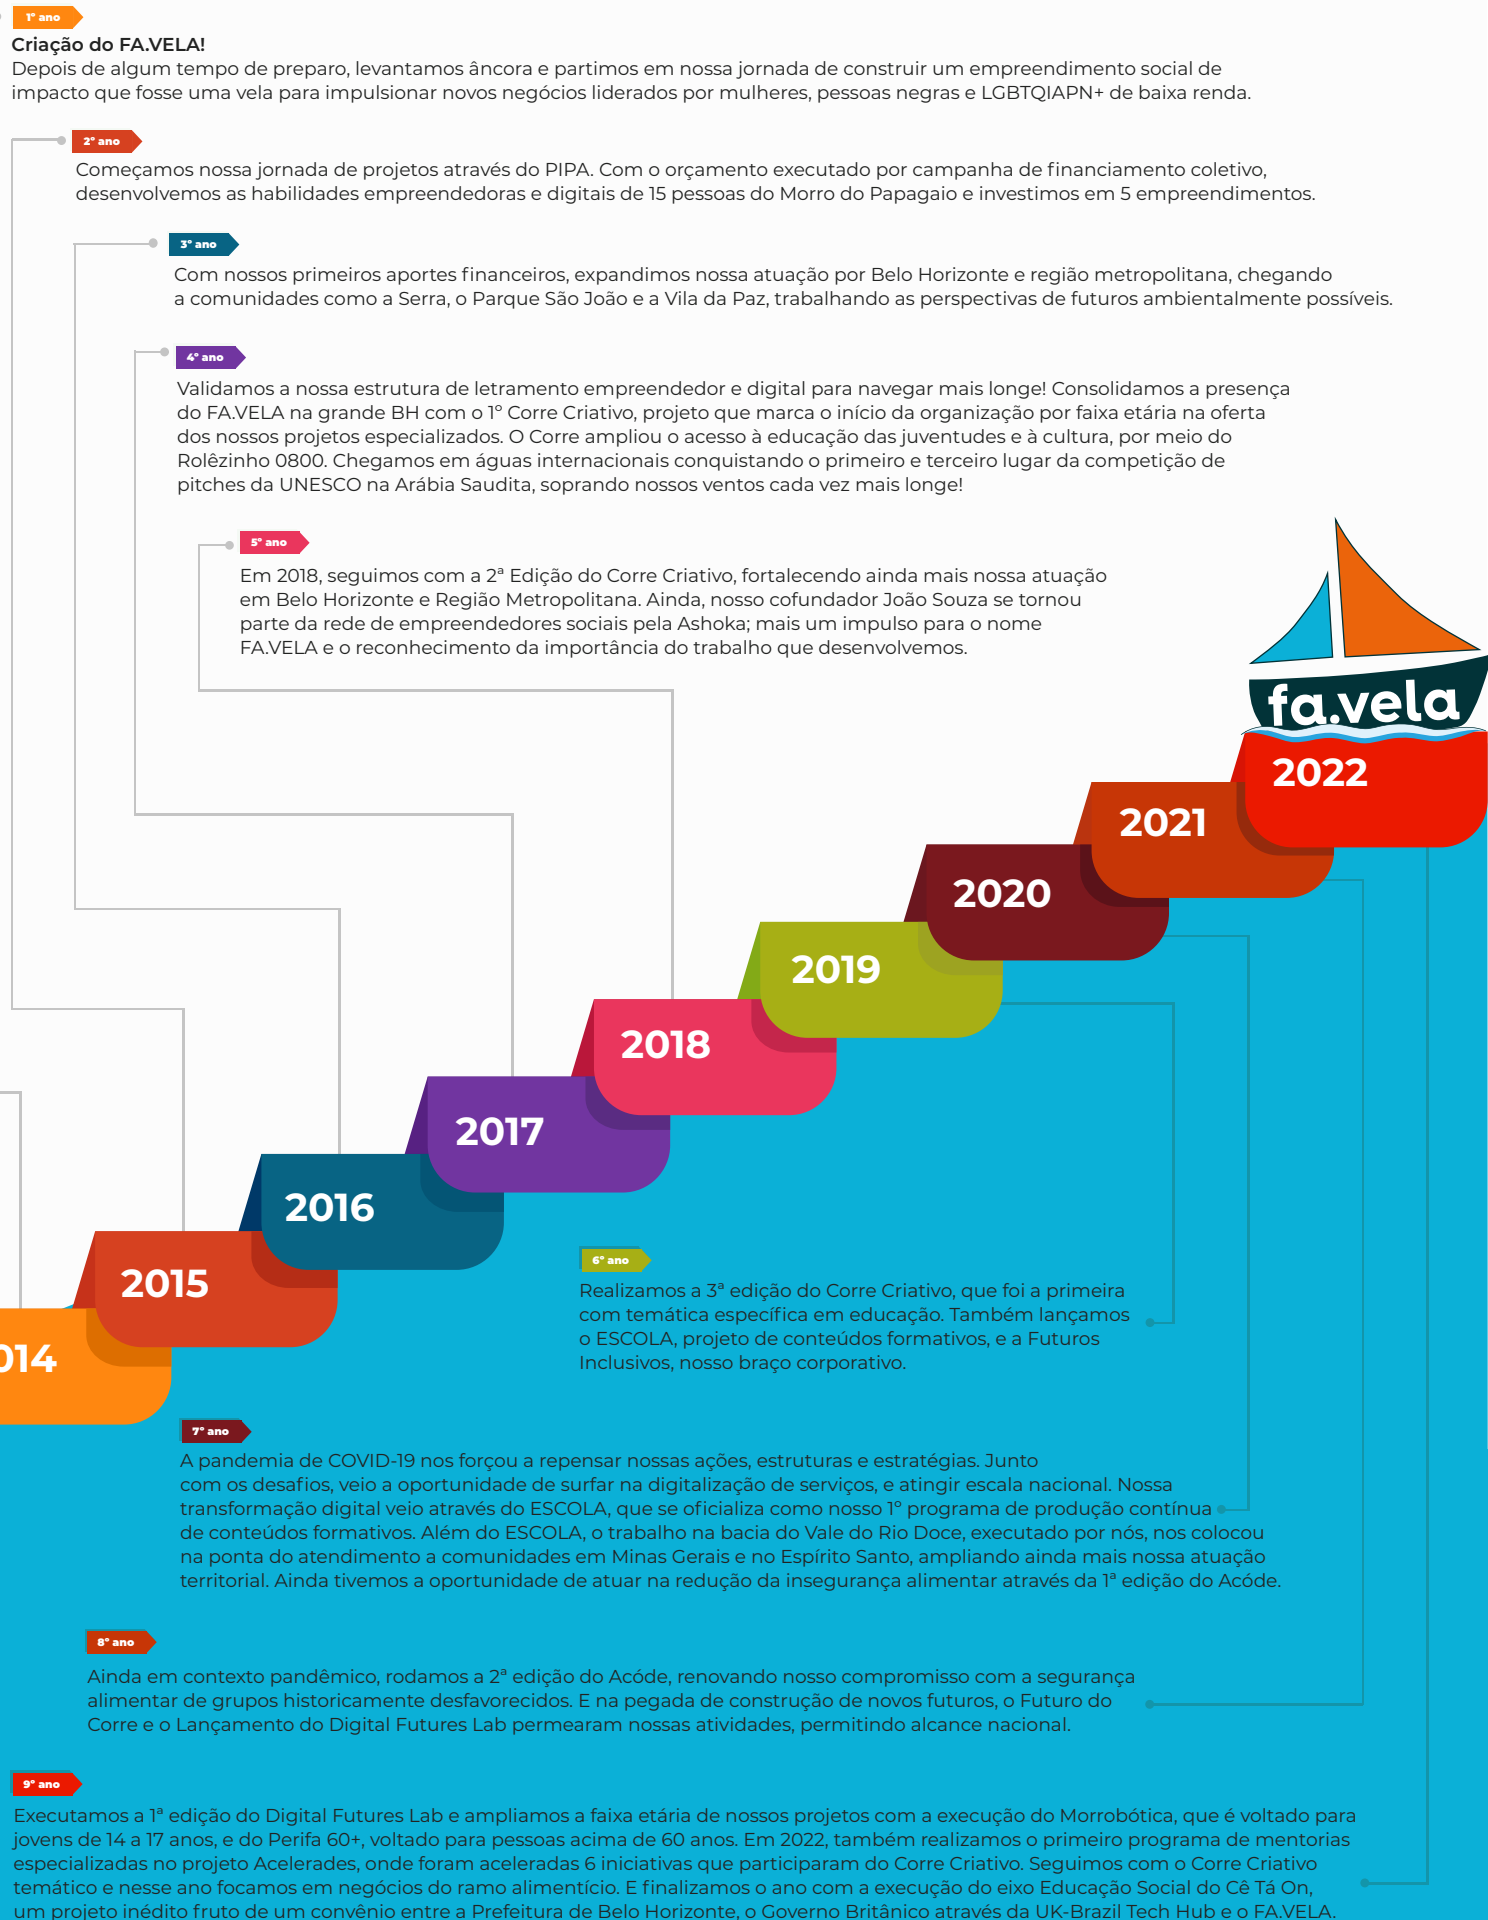 1º ano
Criação do FA.VELA!
Depois de algum tempo de preparo, levantamos âncora e partimos em nossa jornada de construir um empreendimento social de
impacto que fosse uma vela para impulsionar novos negócios liderados por mulheres, pessoas negras e LGBTQIAPN+ de baixa renda.
2º ano
Começamos nossa jornada de projetos através do PIPA. Com o orçamento executado por campanha de financiamento coletivo,
desenvolvemos as habilidades empreendedoras e digitais de 15 pessoas do Morro do Papagaio e investimos em 5 empreendimentos.
3º ano
Com nossos primeiros aportes financeiros, expandimos nossa atuação por Belo Horizonte e região metropolitana, chegando
a comunidades como a Serra, o Parque São João e a Vila da Paz, trabalhando as perspectivas de futuros ambientalmente possíveis.
4º ano
Validamos a nossa estrutura de letramento empreendedor e digital para navegar mais longe! Consolidamos a presença
do FA.VELA na grande BH com o 1º Corre Criativo, projeto que marca o início da organização por faixa etária na oferta
dos nossos projetos especializados. O Corre ampliou o acesso à educação das juventudes e à cultura, por meio do
Rolêzinho 0800. Chegamos em águas internacionais conquistando o primeiro e terceiro lugar da competição de
pitches da UNESCO na Arábia Saudita, soprando nossos ventos cada vez mais longe!
5º ano
Em 2018, seguimos com a 2ª Edição do Corre Criativo, fortalecendo ainda mais nossa atuação
em Belo Horizonte e Região Metropolitana. Ainda, nosso cofundador João Souza se tornou
parte da rede de empreendedores sociais pela Ashoka; mais um impulso para o nome
FA.VELA e o reconhecimento da importância do trabalho que desenvolvemos.
fa.vela
2022
2021
2020
2019
2018
2017
2016
2015
014
6º ano
Realizamos a 3ª edição do Corre Criativo, que foi a primeira
com temática específica em educação. Também lançamos
o ESCOLA, projeto de conteúdos formativos, e a Futuros
Inclusivos, nosso braço corporativo.
7º ano
A pandemia de COVID-19 nos forçou a repensar nossas ações, estruturas e estratégias. Junto
com os desafios, veio a oportunidade de surfar na digitalização de serviços, e atingir escala nacional. Nossa
transformação digital veio através do ESCOLA, que se oficializa como nosso 1º programa de produção contínua
de conteúdos formativos. Além do ESCOLA, o trabalho na bacia do Vale do Rio Doce, executado por nós, nos colocou
na ponta do atendimento a comunidades em Minas Gerais e no Espírito Santo, ampliando ainda mais nossa atuação
territorial. Ainda tivemos a oportunidade de atuar na redução da insegurança alimentar através da 1ª edição do Acóde.
8º ano
Ainda em contexto pandêmico, rodamos a 2ª edição do Acóde, renovando nosso compromisso com a segurança
alimentar de grupos historicamente desfavorecidos. E na pegada de construção de novos futuros, o Futuro do
Corre e o Lançamento do Digital Futures Lab permearam nossas atividades, permitindo alcance nacional.
9º ano
Executamos a 1ª edição do Digital Futures Lab e ampliamos a faixa etária de nossos projetos com a execução do Morrobótica, que é voltado para
jovens de 14 a 17 anos, e do Perifa 60+, voltado para pessoas acima de 60 anos. Em 2022, também realizamos o primeiro programa de mentorias
especializadas no projeto Acelerades, onde foram aceleradas 6 iniciativas que participaram do Corre Criativo. Seguimos com o Corre Criativo
temático e nesse ano focamos em negócios do ramo alimentício. E finalizamos o ano com a execução do eixo Educação Social do Cê Tá On,
um projeto inédito fruto de um convênio entre a Prefeitura de Belo Horizonte, o Governo Britânico através da UK-Brazil Tech Hub e o FA.VELA.